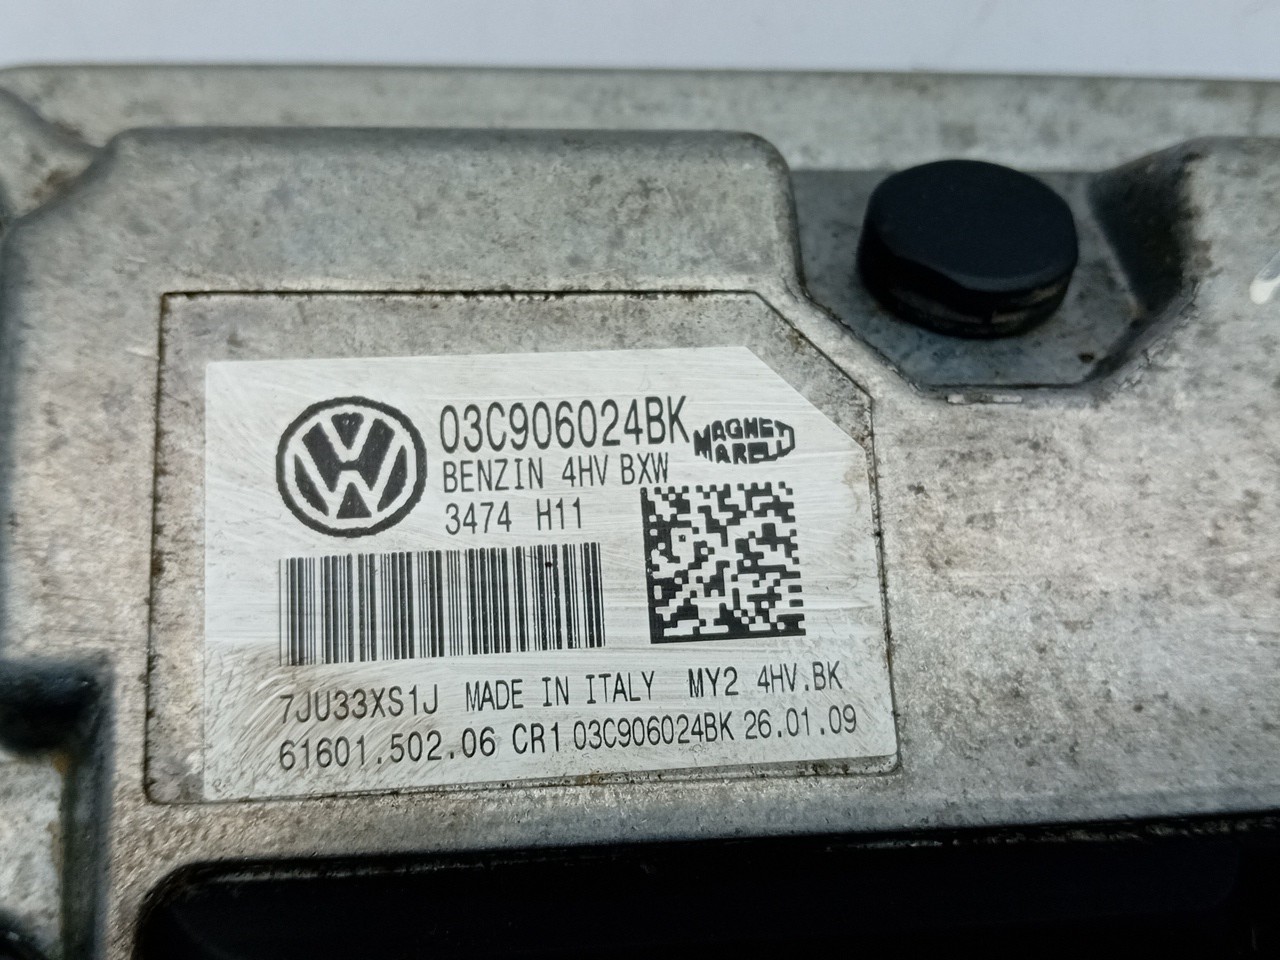 03C906024BK
MAGNETI
MARELLI
BENZIN 4HV BXW
3474 H11
7JU33XS1J MADE IN ITALY MY2 4HV.BK
61601.502.06 CR1 03C906024BK 26.01.09